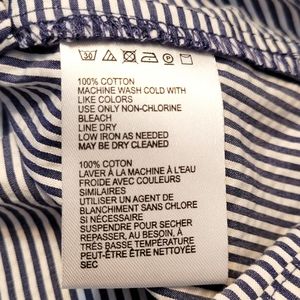 30
100% COTTON
MACHINE WASH COLD WITH
LIKE COLORS
USE ONLY NON-CHLORINE
BLEACH
LINE DRY
LOW IRON AS NEEDED
MAY BE DRY CLEANED
100% COTON
LAVER À LA MACHINE À L'EAU
FROIDE AVEC COULEURS
SIMILAIRES
UTILISER UN AGENT DE
BLANCHIMENT SANS CHLORE
SI NÉCESSAIRE
SUSPENDRE POUR SECHER
REPASSER, AU BESOIN, À
TRÈS BASSE TEMPÉRATURE
PEUT-ÊTRE ÊTRE NETTOYÉE
SEC